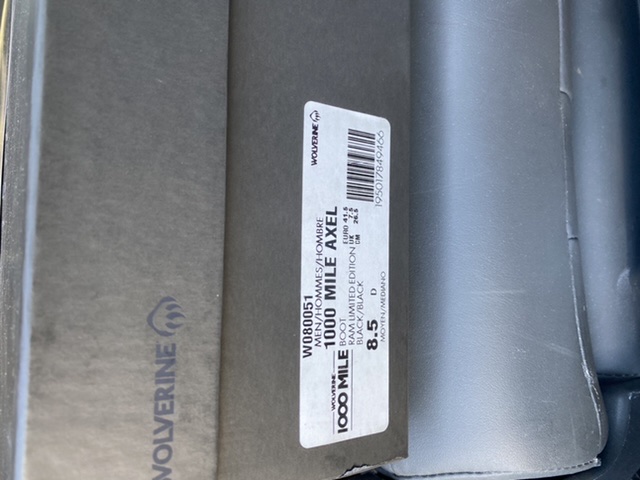 WOLVERINE
WOLVERINE
1000 MILE
W080051
MEN/HOMMES/HOMBRE
1000 MILE AXEL
BOOT
RAM LIMITED EDITION
BLACK/BLACK
8.5 D
MOYEN/MEDIANO
EURO 41.5
UK 7.5
CM 26.5
WOLVERINE
195017849466